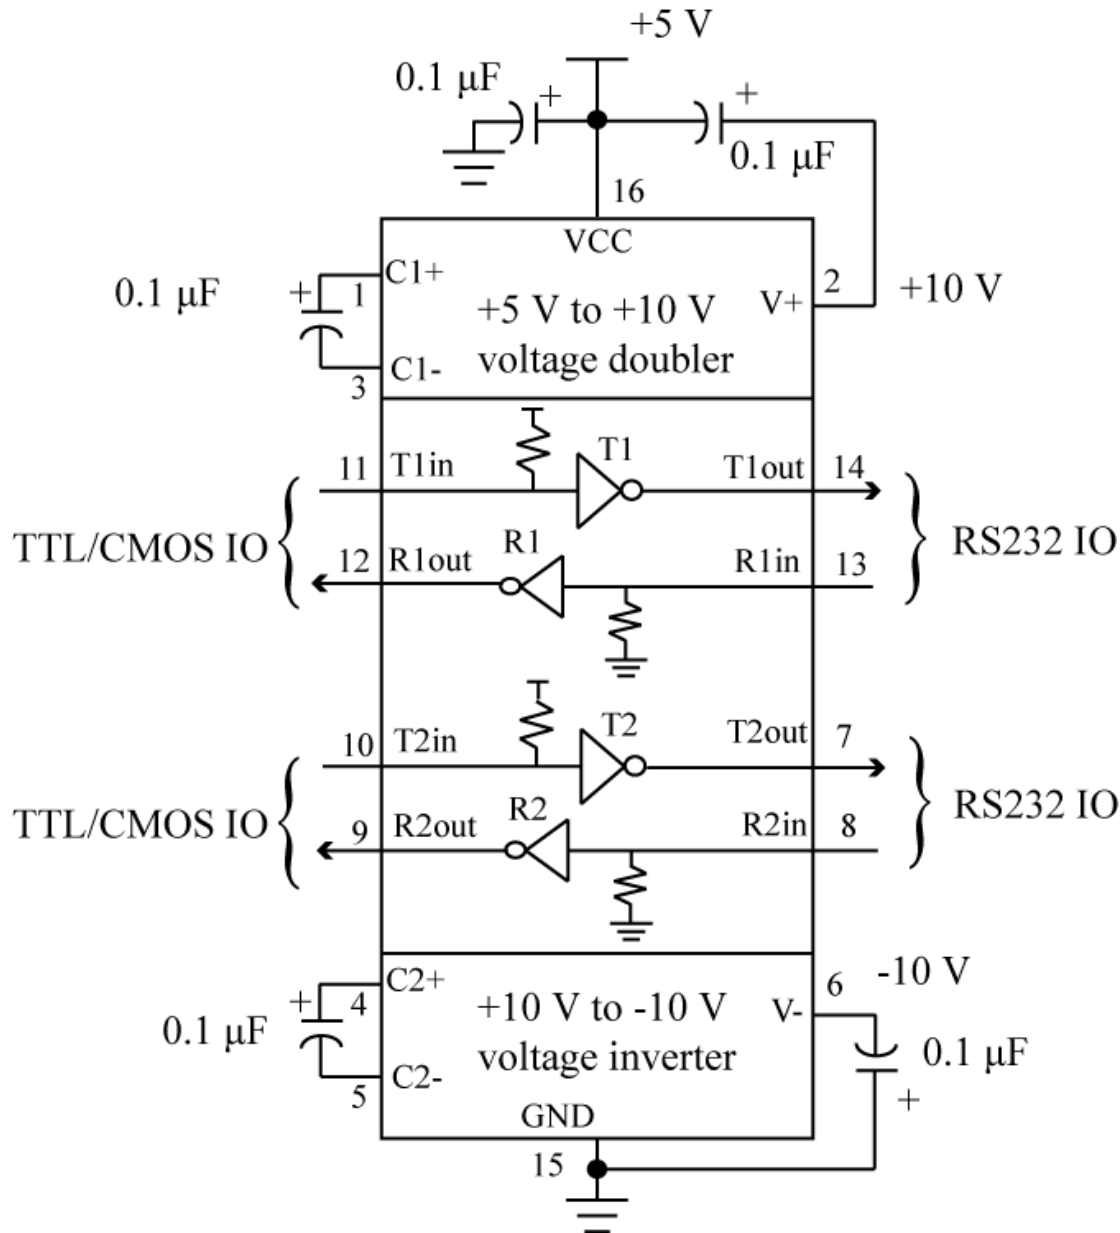 +5 V
0.1 μF
+
+
0.1 μF
16
VCC
C1+
0.1 μF
+
1
2
V+
+10 V
+5 V to +10 V
voltage doubler
C1-
3
T1
11
T1in
T1out
14
TTL/CMOS IO
RS232 IO
R1
12
R1out
R1in
13
T2
10
T2in
T2out
7
TTL/CMOS IO
RS232 IO
R2
9
R2out
R2in
8
-10 V
C2+
6
+
4
+10 V to -10 V
V-
0.1 μF
voltage inverter
0.1 μF
C2-
5
+
GND
15